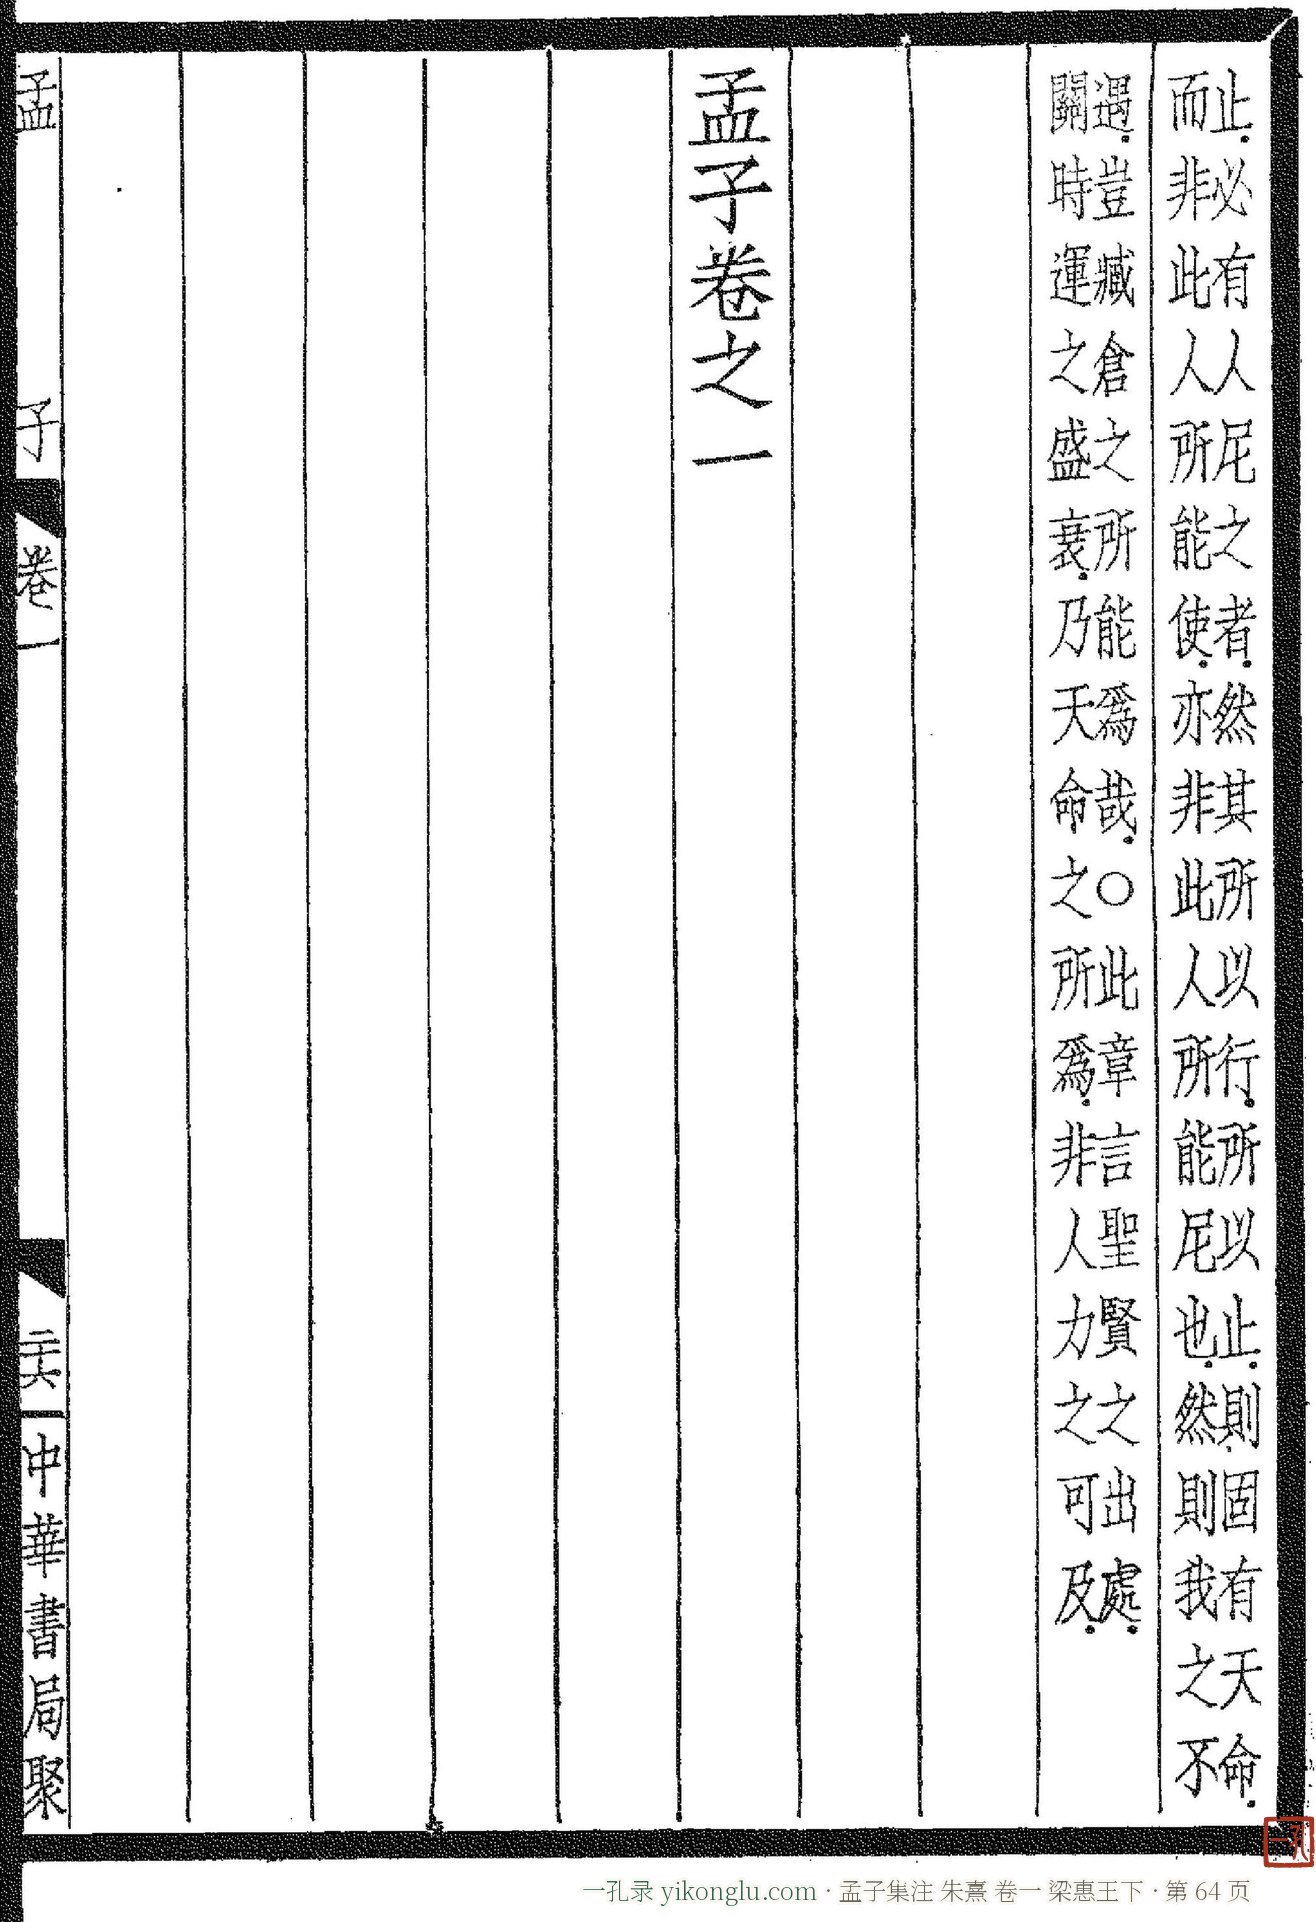 止必有人尼之者然其所以行所以止則固有天命
而非此人所能使亦非此人所能尼也然則我之不
遇豈臧倉之所能爲哉○此章言聖賢之出處
關時運之盛衰乃天命之所爲非人力之可及
孟子卷之一
孟子 卷一 二六 中華書局聚
一孔录 yikonglu.com · 孟子集注 朱熹 卷一 梁惠王下 · 第 64 页
一孔